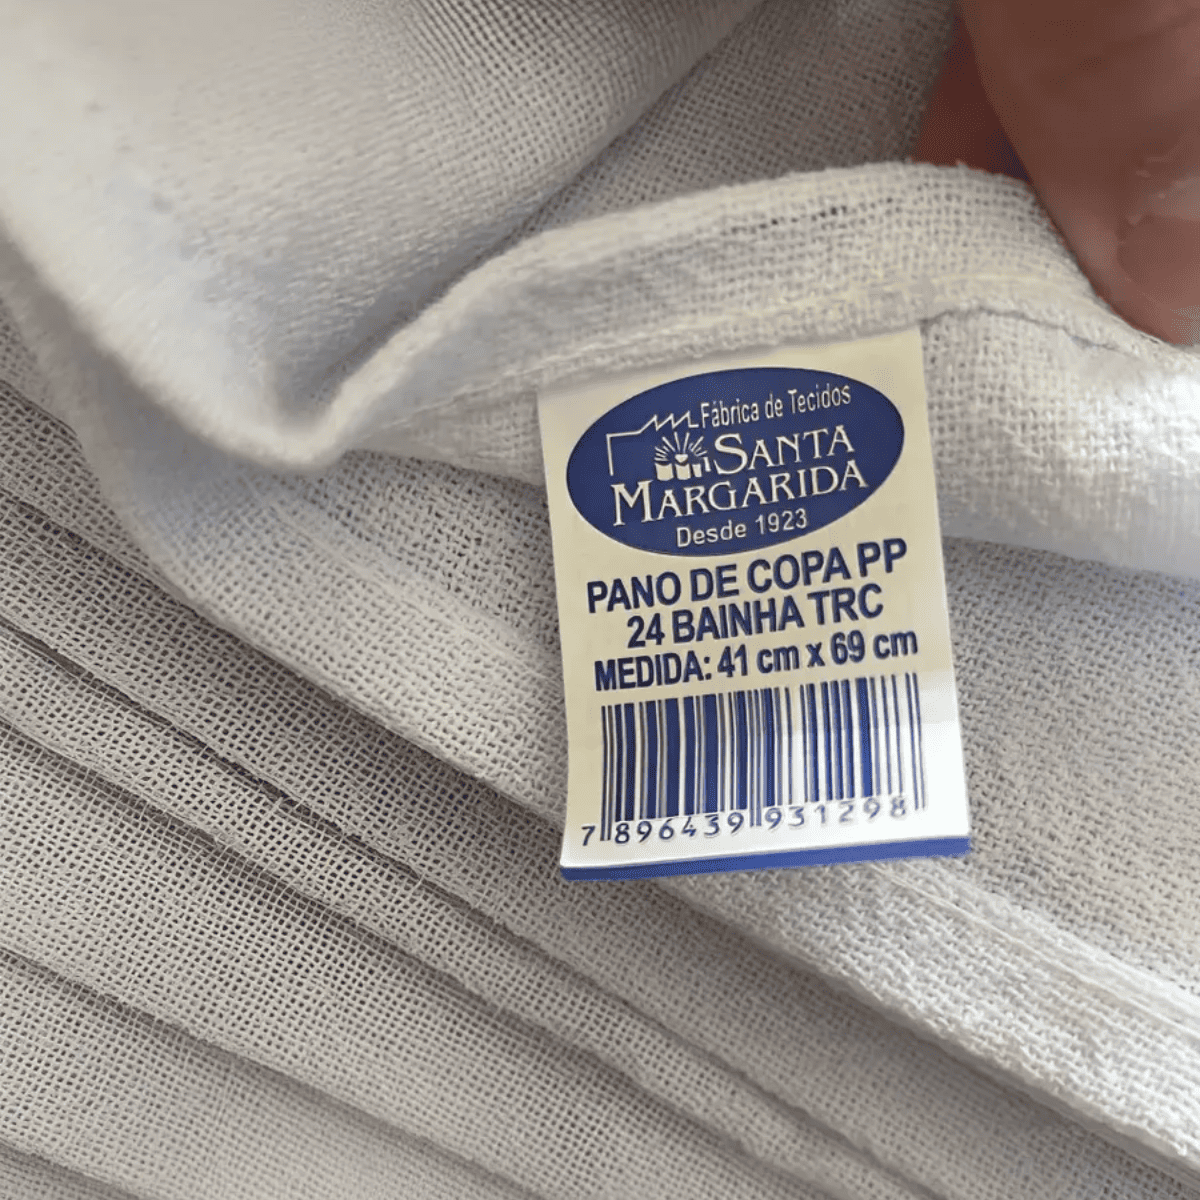 Fábrica de Tecidos
SANTA
MARGARIDA
Desde 1923
PANO DE COPA PP
24 BAINHA TRC
MEDIDA: 41 cm x 69 cm
7 896439 931298